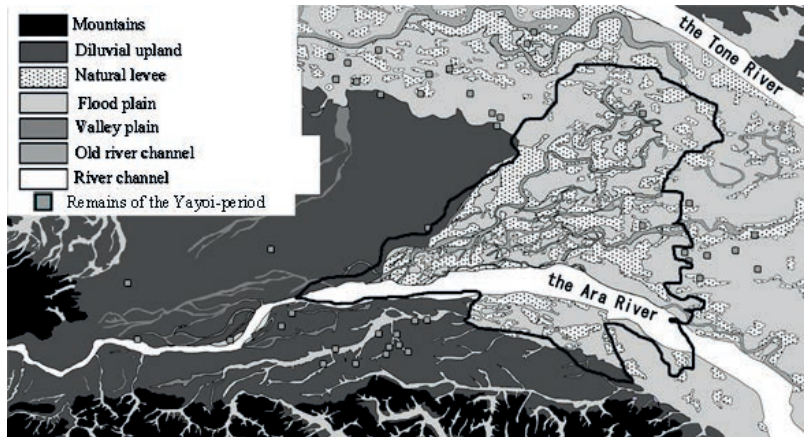 Mountains
Diluvial upland
Natural levee
Flood plain
Valley plain
Old river channel
River channel
Remains of the Yayoi-period
the Tone River
the Ara River